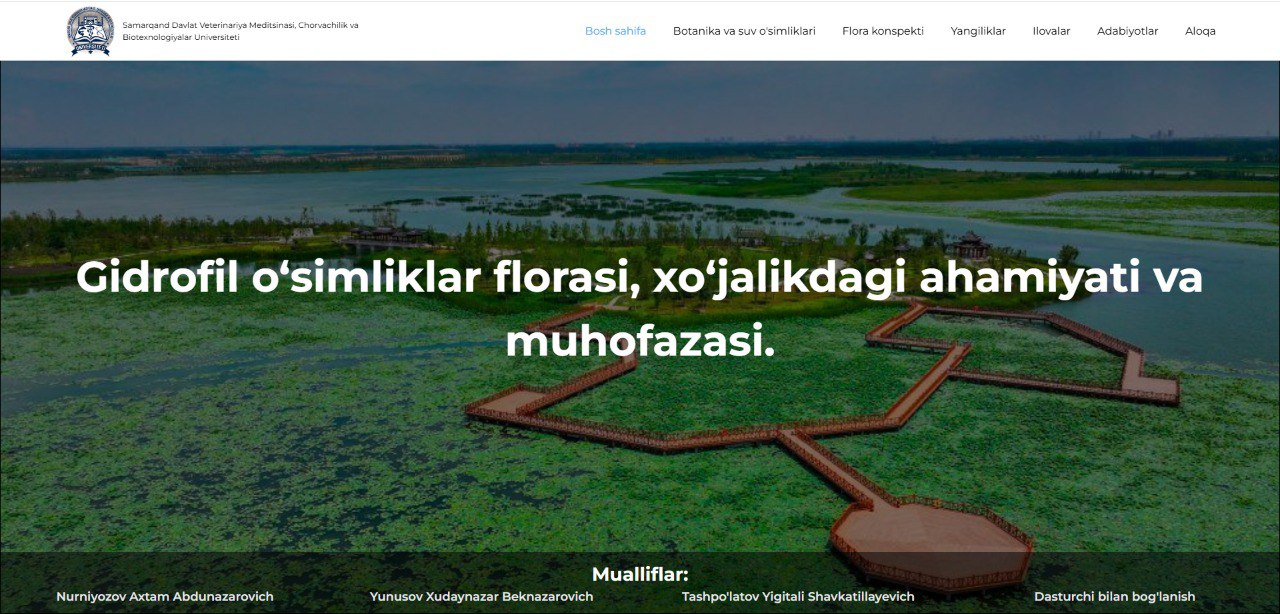 Samarqand Davlat Veterinariya Meditsinasi, Chorvachilik va
Biotexnologiyalar Universiteti
Bosh sahifa Botanika va suv o'simliklari Flora konspekti Yangiliklar Ilovalar Adabiyotlar Aloqa
Gidrofil o‘simliklar florasi, xo‘jalikdagi ahamiyati va
muhofazasi.
Mualliflar:
Nurniyozov Axtam Abdunazarovich Yunusov Xudaynazar Beknazarovich Tashpo'latov Yigitali Shavkatillayevich Dasturchi bilan bog'lanish